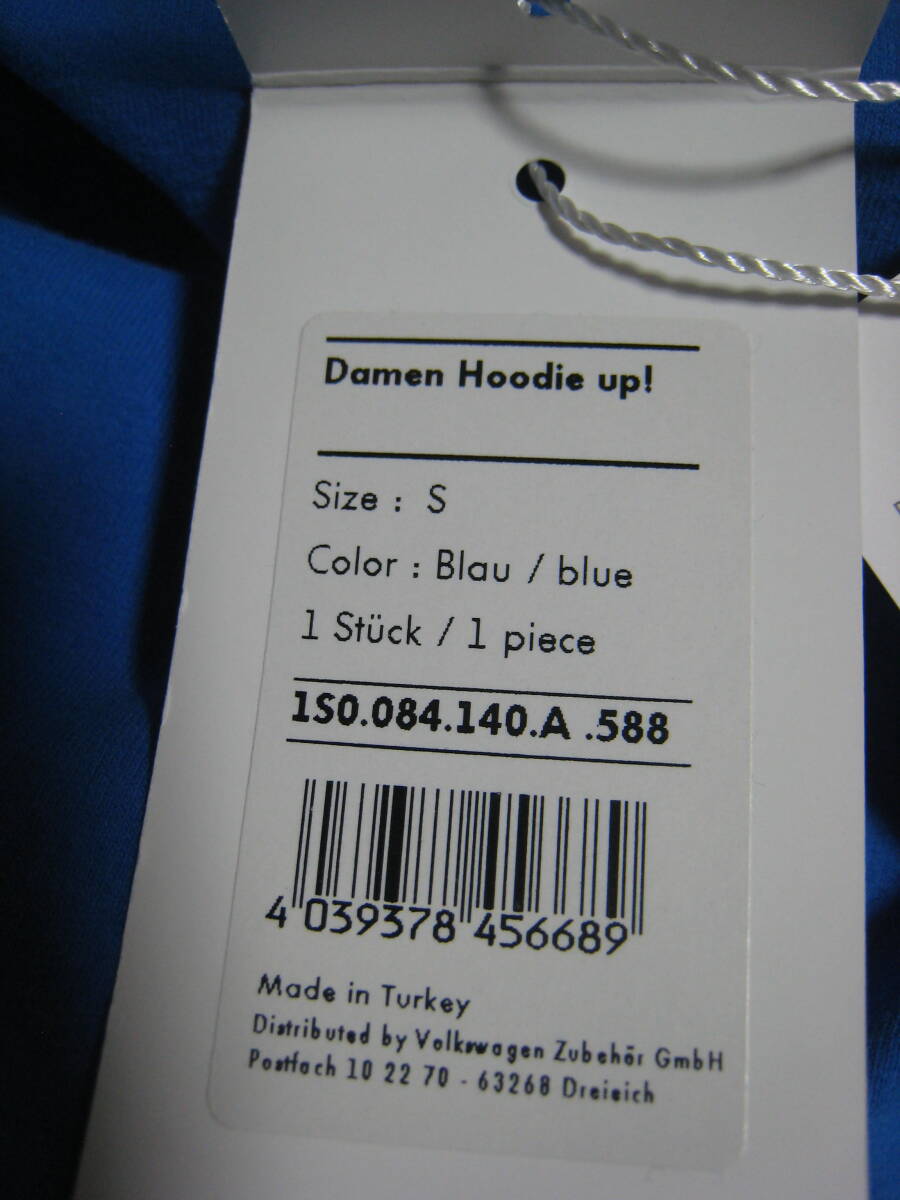 Damen Hoodie up!
Size : S
Color : Blau / blue
1 Stück / 1 piece
1S0.084.140.A .588
4 039378 456689
Made in Turkey
Distributed by Volkswagen Zubehör GmbH
Postfach 10 22 70 - 63268 Dreieich